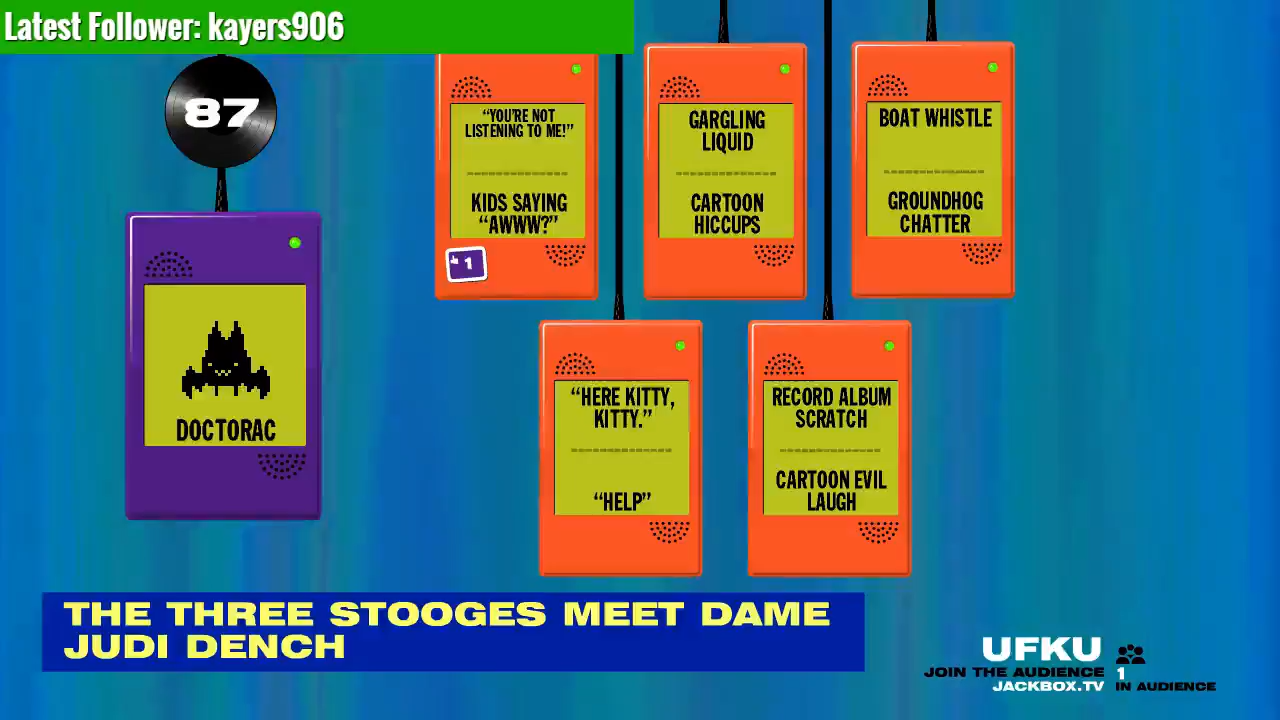 Latest Follower: kayers906
87
DOCTORAC
"YOU'RE NOT
LISTENING TO ME!"
KIDS SAYING
"AWWW?"
1
GARGLING
LIQUID
CARTOON
HICCUPS
BOAT WHISTLE
GROUNDHOG
CHATTER
"HERE KITTY,
KITTY."
"HELP"
RECORD ALBUM
SCRATCH
CARTOON EVIL
LAUGH
THE THREE STOOGES MEET DAME
JUDI DENCH
UFKU
JOIN THE AUDIENCE
JACKBOX.TV
1
IN AUDIENCE